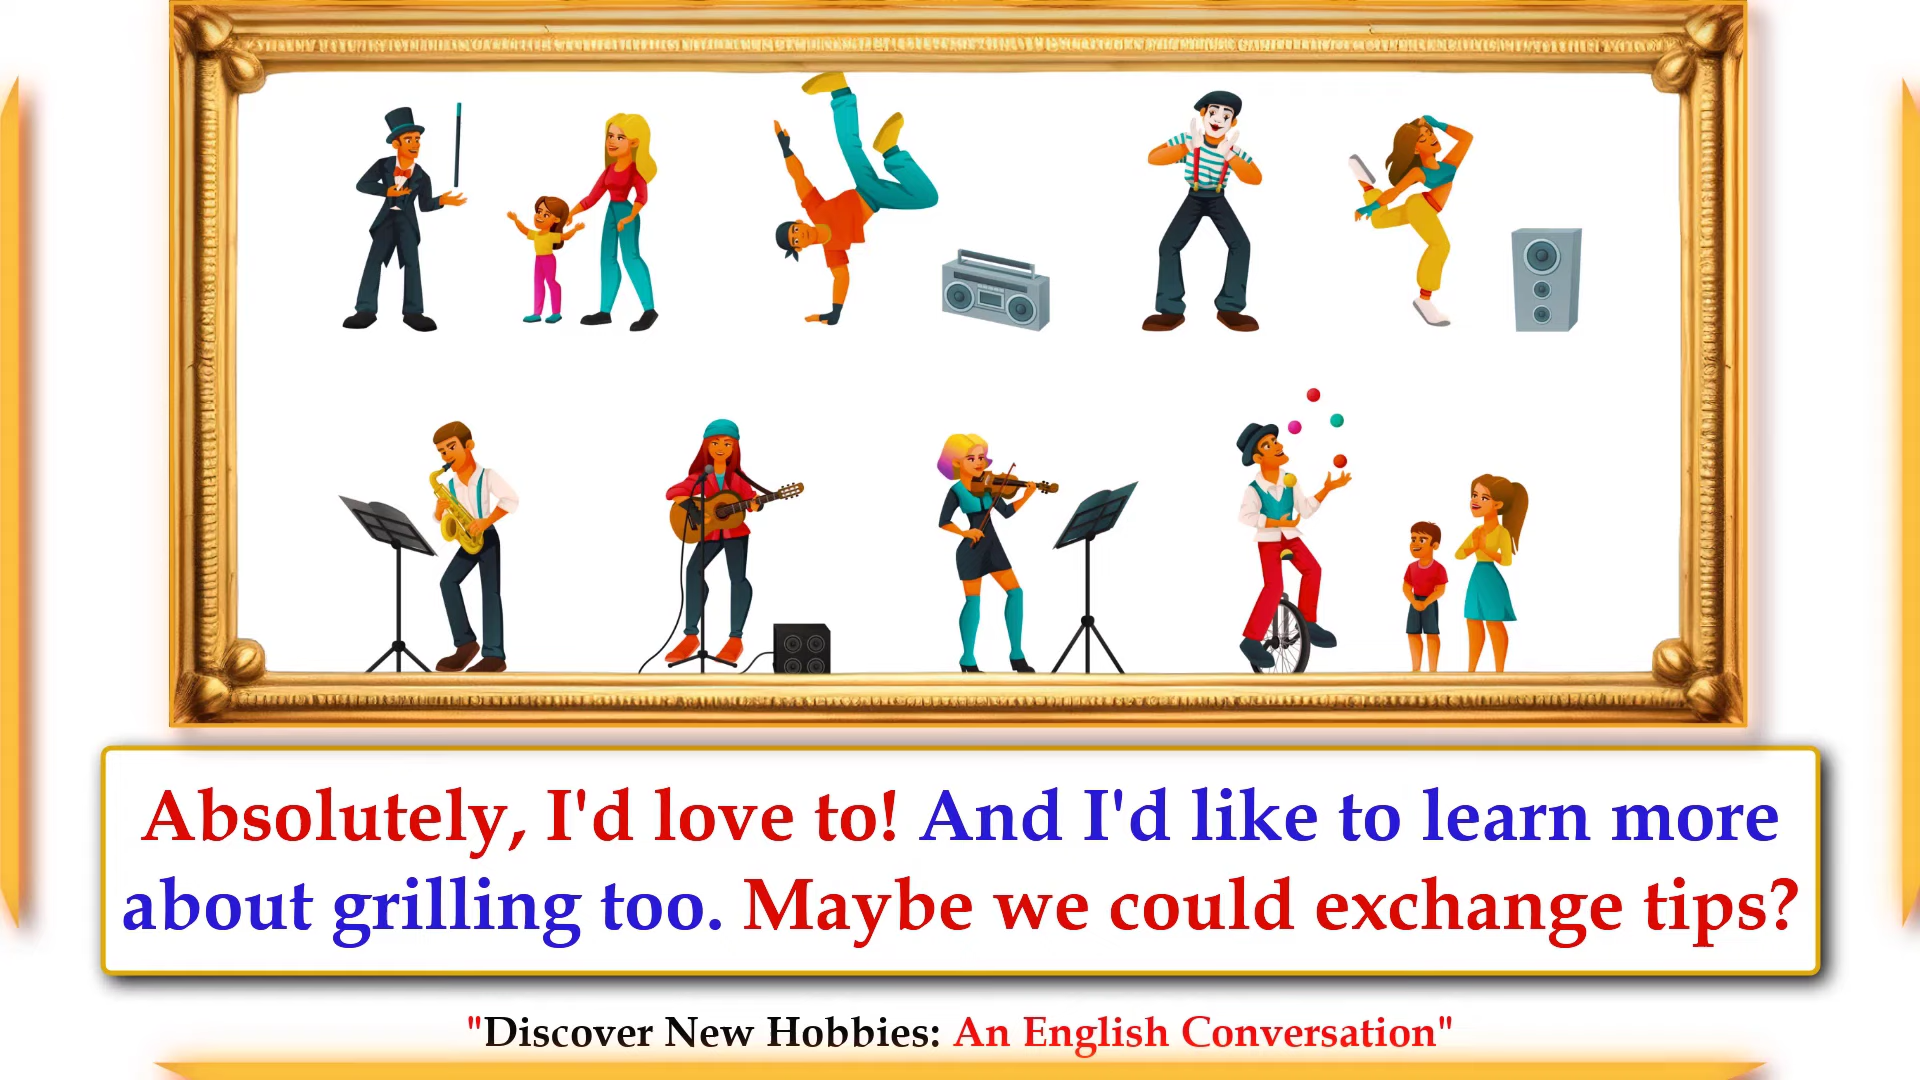 Absolutely, I'd love to! And I'd like to learn more
about grilling too. Maybe we could exchange tips?
"Discover New Hobbies: An English Conversation"